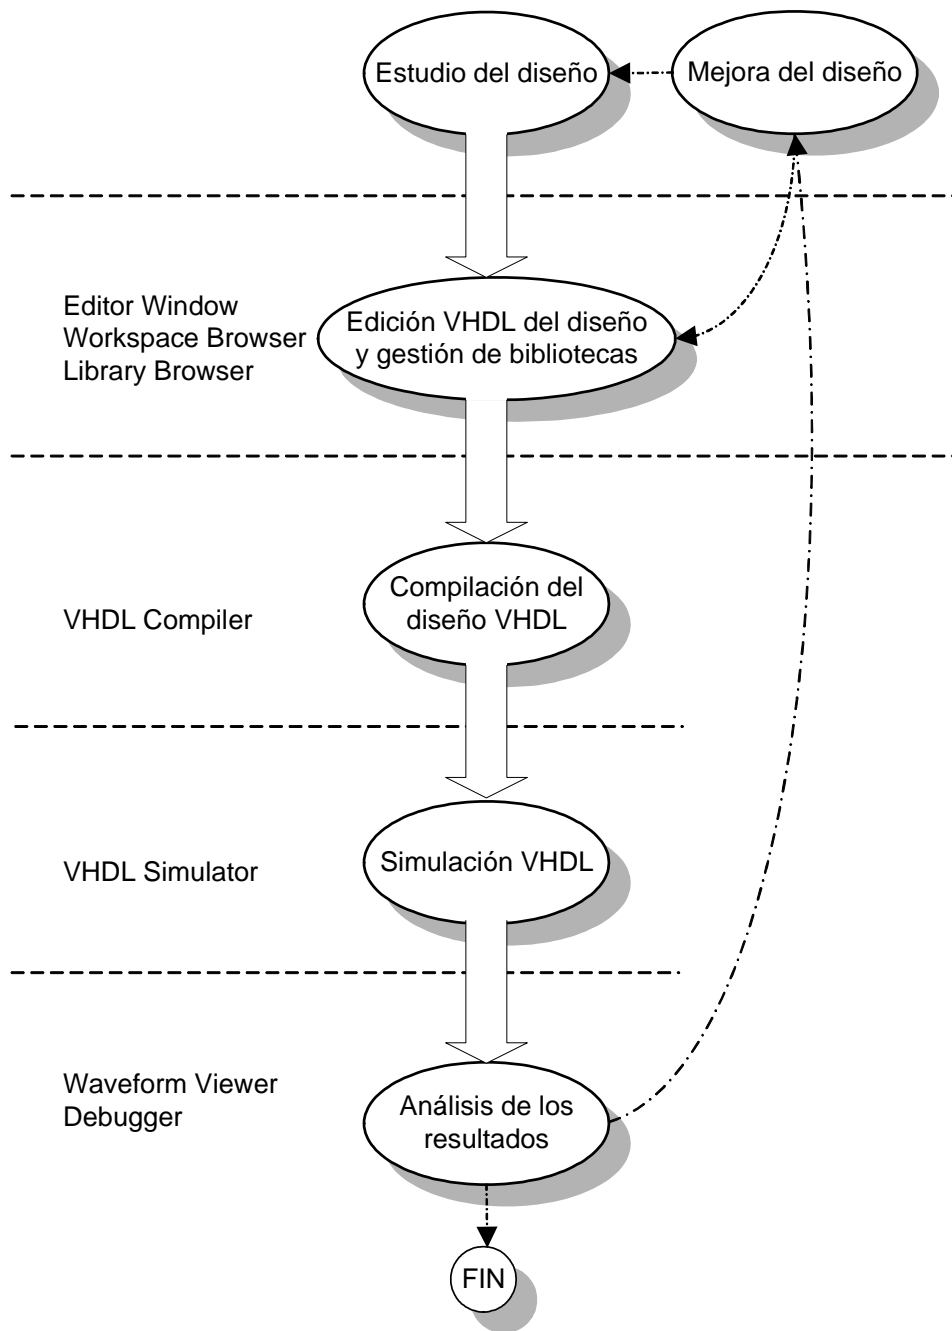 Estudio del diseño
Mejora del diseño
Editor Window
Workspace Browser
Library Browser
Edición VHDL del diseño
y gestión de bibliotecas
VHDL Compiler
Compilación del
diseño VHDL
VHDL Simulator
Simulación VHDL
Waveform Viewer
Debugger
Análisis de los
resultados
FIN